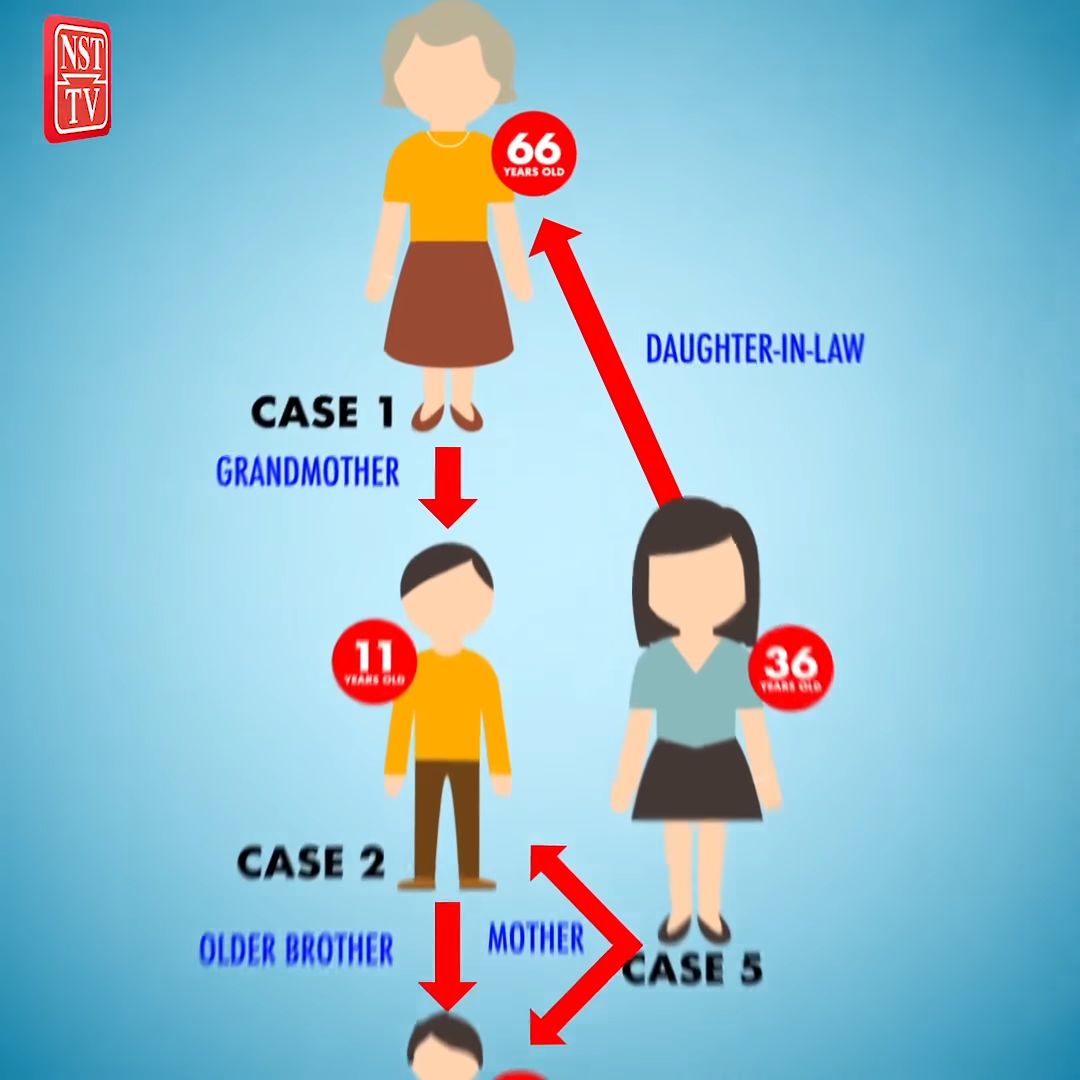 NST
TV
66
YEARS OLD
DAUGHTER-IN-LAW
CASE 1
GRANDMOTHER
11
YEARS OLD
36
YEARS OLD
CASE 2
OLDER BROTHER
MOTHER
CASE 5